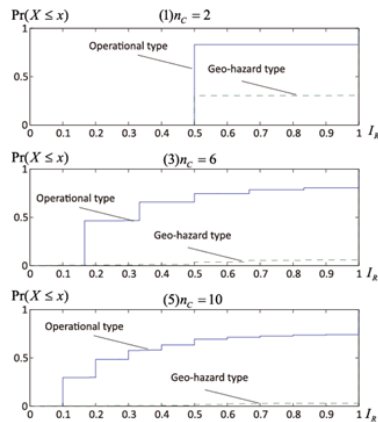 Pr(X ≤ x) (1)n_C = 2
1
Operational type
Geo-hazard type
0.5
0
0 0.1 0.2 0.3 0.4 0.5 0.6 0.7 0.8 0.9 1 I_R
Pr(X ≤ x) (3)n_C = 6
1
Operational type
0.5
Geo-hazard type
0
0 0.1 0.2 0.3 0.4 0.5 0.6 0.7 0.8 0.9 1 I_R
Pr(X ≤ x) (5)n_C = 10
1
Operational type
0.5
Geo-hazard type
0
0 0.1 0.2 0.3 0.4 0.5 0.6 0.7 0.8 0.9 1 I_R